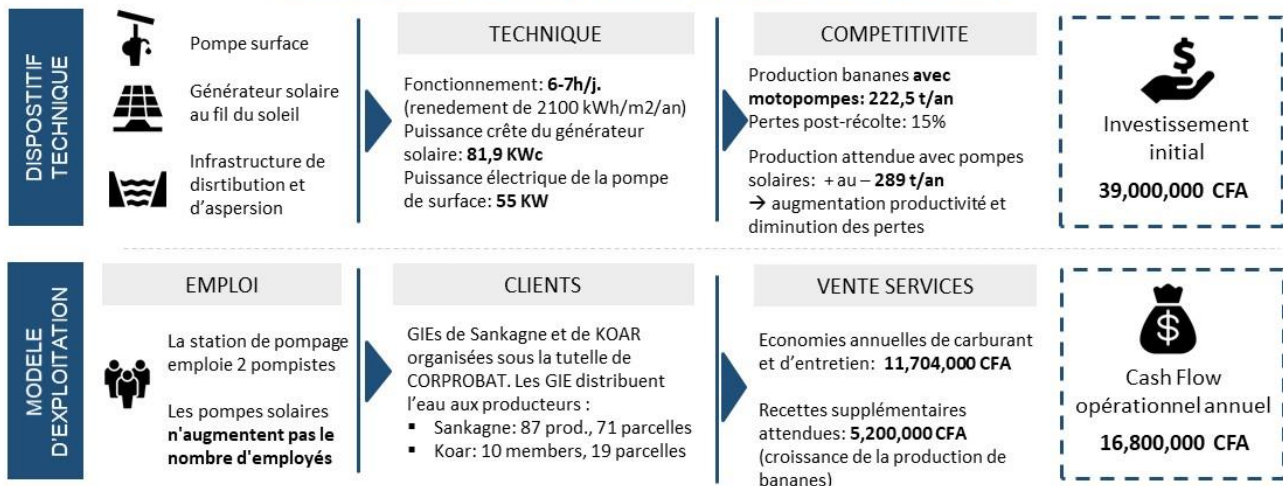 DISPOSTITIF
TECHNIQUE
Pompe surface
Générateur solaire
au fil du soleil
Infrastructure de
disrtibution et
d'aspersion
TECHNIQUE
Fonctionnement: 6-7h/j.
(renedement de 2100 kWh/m2/an)
Puissance crête du générateur
solaire: 81,9 KWc
Puissance électrique de la pompe
de surface: 55 KW
COMPETITIVITE
Production bananes avec
motopompes: 222,5 t/an
Pertes post-récolte: 15%
Production attendue avec pompes
solaires: + au – 289 t/an
→ augmentation productivité et
diminution des pertes
Investissement
initial
39,000,000 CFA
MODELE
D'EXPLOITATION
EMPLOI
La station de pompage
emploie 2 pompistes
Les pompes solaires
n'augmentent pas le
nombre d'employés
CLIENTS
GIEs de Sankagne et de KOAR
organisées sous la tutelle de
CORPROBAT. Les GIE distribuent
l'eau aux producteurs :
▪ Sankagne: 87 prod., 71 parcelles
▪ Koar: 10 members, 19 parcelles
VENTE SERVICES
Economies annuelles de carburant
et d'entretien: 11,704,000 CFA
Recettes supplémentaires
attendues: 5,200,000 CFA
(croissance de la production de
bananes)
Cash Flow
opérationnel annuel
16,800,000 CFA